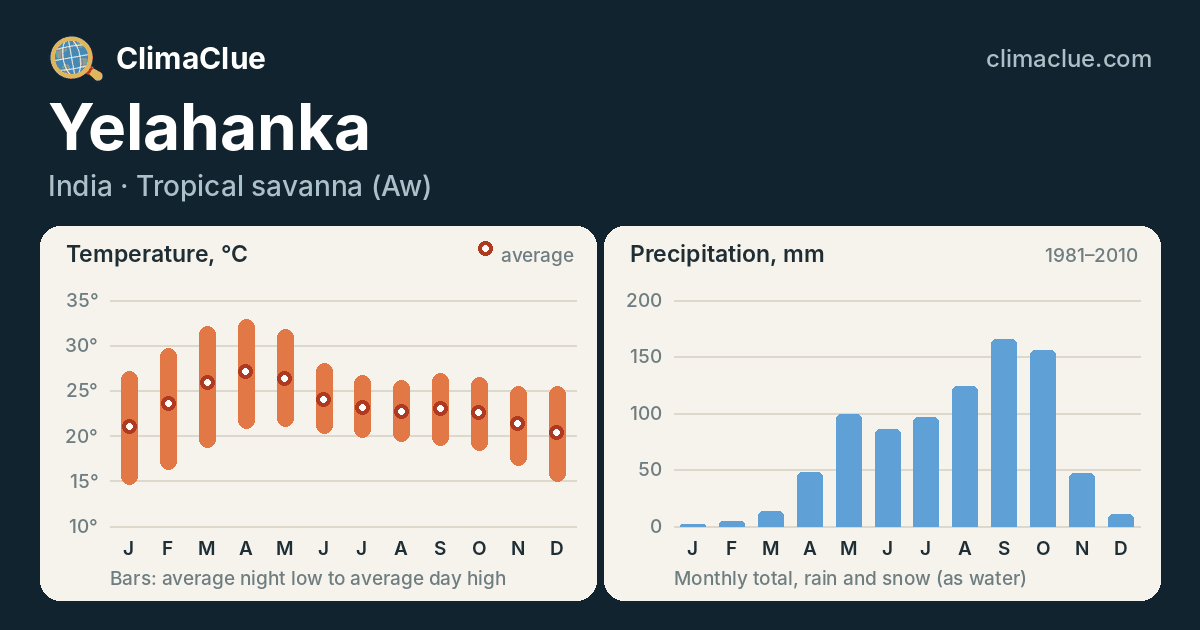 ClimaClue
climaclue.com
Yelahanka
India · Tropical savanna (Aw)
Temperature, °C
average
35°
30°
25°
20°
15°
10°
J F M A M J J A S O N D
Bars: average night low to average day high
Precipitation, mm
1981–2010
200
150
100
50
0
J F M A M J J A S O N D
Monthly total, rain and snow (as water)